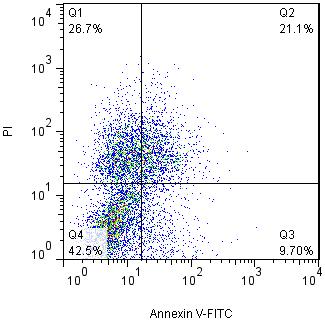 10^4
Q1
26.7%
Q2
21.1%
10^3
10^2
PI
10^1
10^0
Q4
42.5%
Q3
9.70%
10^0 10^1 10^2 10^3 10^4
Annexin V-FITC